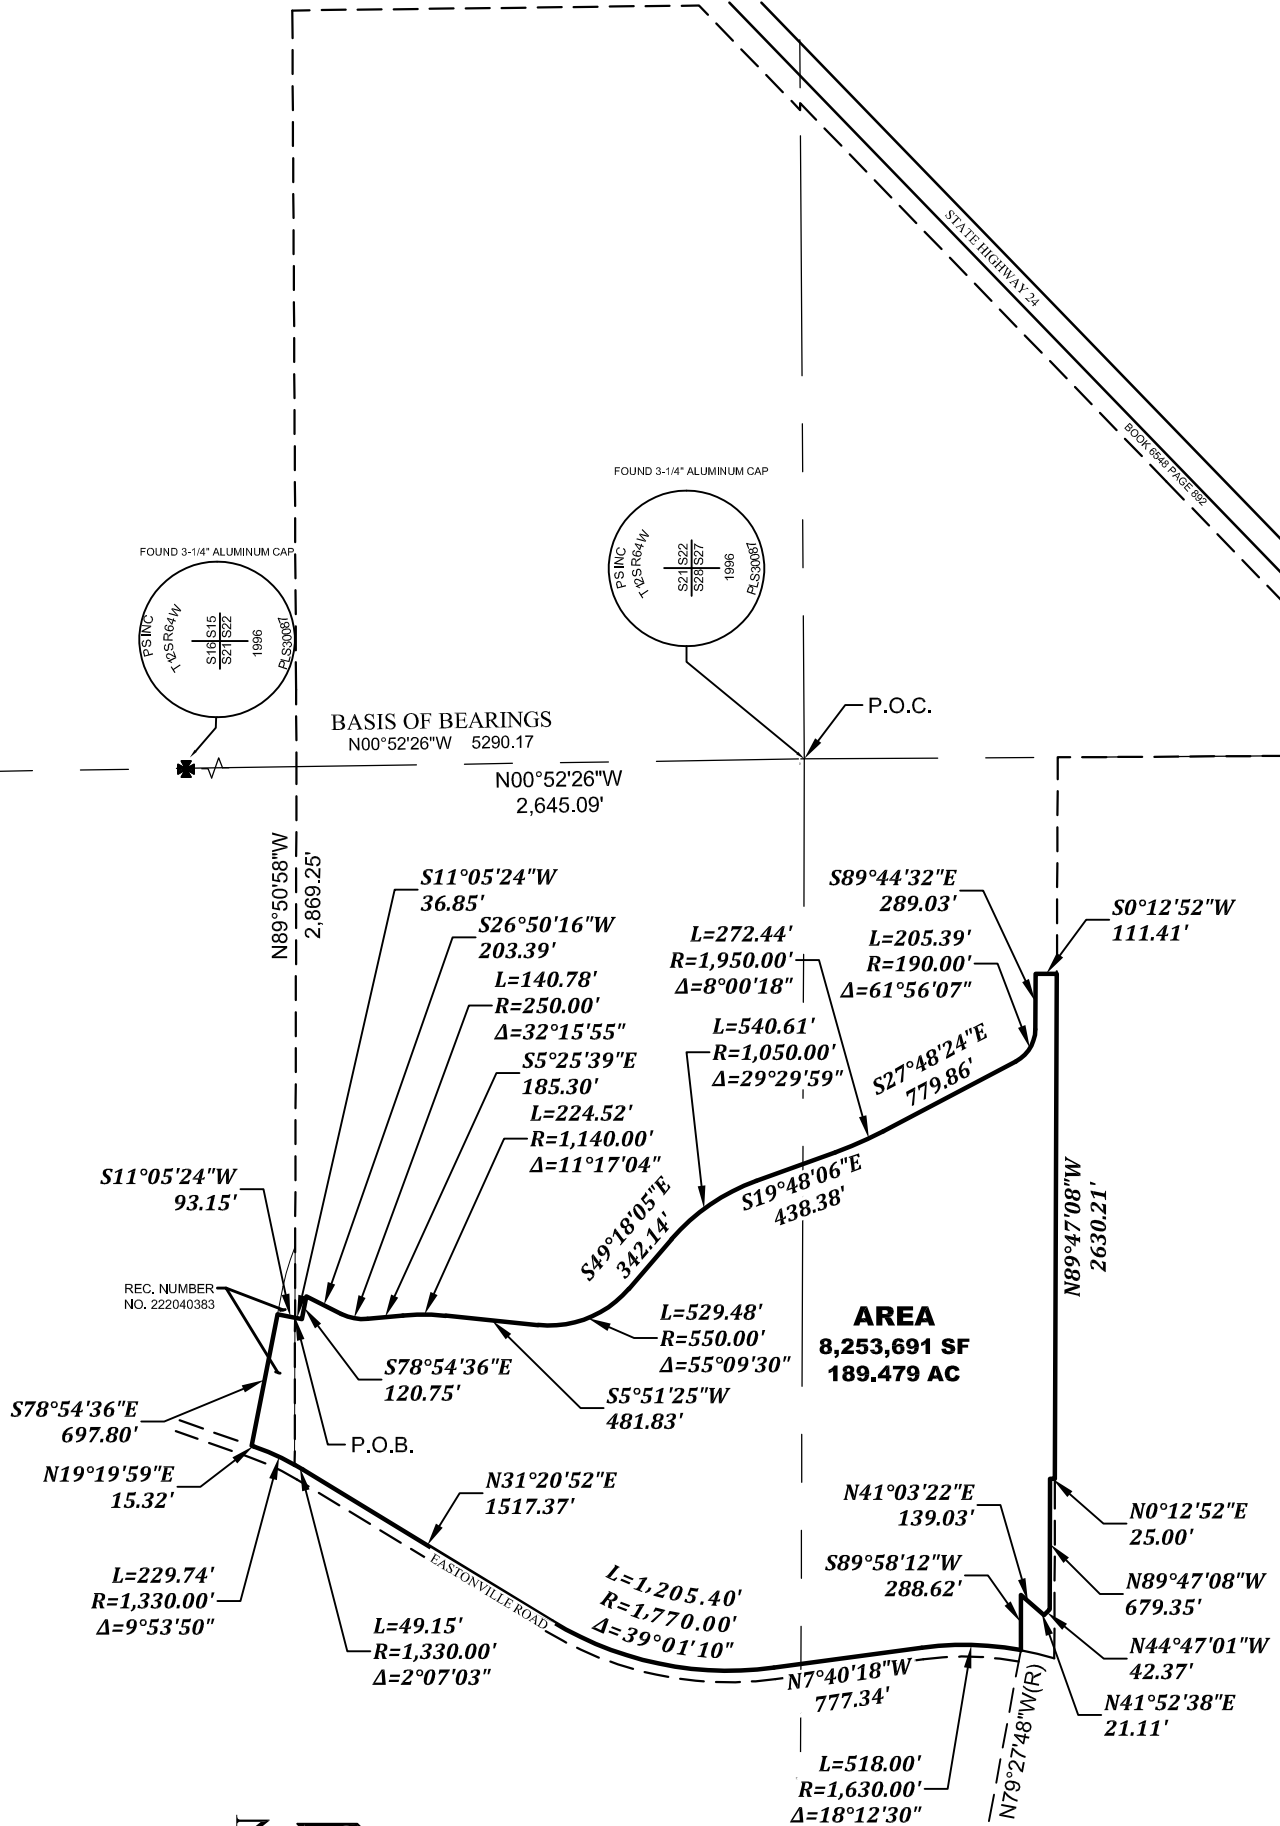 STATE HIGHWAY 24
BOOK 6548 PAGE 892
FOUND 3-1/4" ALUMINUM CAP
PS INC
T12S R64W
S21 S22
S28 S27
1996
PLS30087
FOUND 3-1/4" ALUMINUM CAP
PS INC
T12S R64W
S16 S15
S21 S22
1996
PLS30087
P.O.C.
BASIS OF BEARINGS
N00°52'26"W 5290.17
N00°52'26"W
2,645.09'
N89°50'58"W
2,869.25'
S11°05'24"W
36.85'
S26°50'16"W
203.39'
L=140.78'
R=250.00'
Δ=32°15'55"
S5°25'39"E
185.30'
L=224.52'
R=1,140.00'
Δ=11°17'04"
L=272.44'
R=1,950.00'
Δ=8°00'18"
L=540.61'
R=1,050.00'
Δ=29°29'59"
S89°44'32"E
289.03'
L=205.39'
R=190.00'
Δ=61°56'07"
S0°12'52"W
111.41'
S27°48'24"E
779.86'
S19°48'06"E
438.38'
S49°18'05"E
342.14'
N89°47'08"W
2630.21'
S11°05'24"W
93.15'
REC. NUMBER
NO. 222040383
L=529.48'
R=550.00'
Δ=55°09'30"
AREA
8,253,691 SF
189.479 AC
S78°54'36"E
120.75'
S5°51'25"W
481.83'
S78°54'36"E
697.80'
P.O.B.
N19°19'59"E
15.32'
N31°20'52"E
1517.37'
N41°03'22"E
139.03'
N0°12'52"E
25.00'
S89°58'12"W
288.62'
N89°47'08"W
679.35'
L=229.74'
R=1,330.00'
Δ=9°53'50"
EASTONVILLE ROAD
L=1,205.40'
R=1,770.00'
Δ=39°01'10"
L=49.15'
R=1,330.00'
Δ=2°07'03"
N44°47'01"W
42.37'
N7°40'18"W
777.34'
N41°52'38"E
21.11'
N79°27'48"W(R)
L=518.00'
R=1,630.00'
Δ=18°12'30"